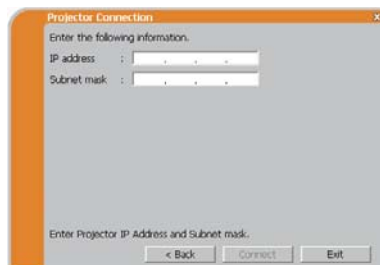 Projector Connection x
Enter the following information.
IP address : . . .
Subnet mask : . . .
Enter Projector IP Address and Subnet mask.
< Back Connect Exit